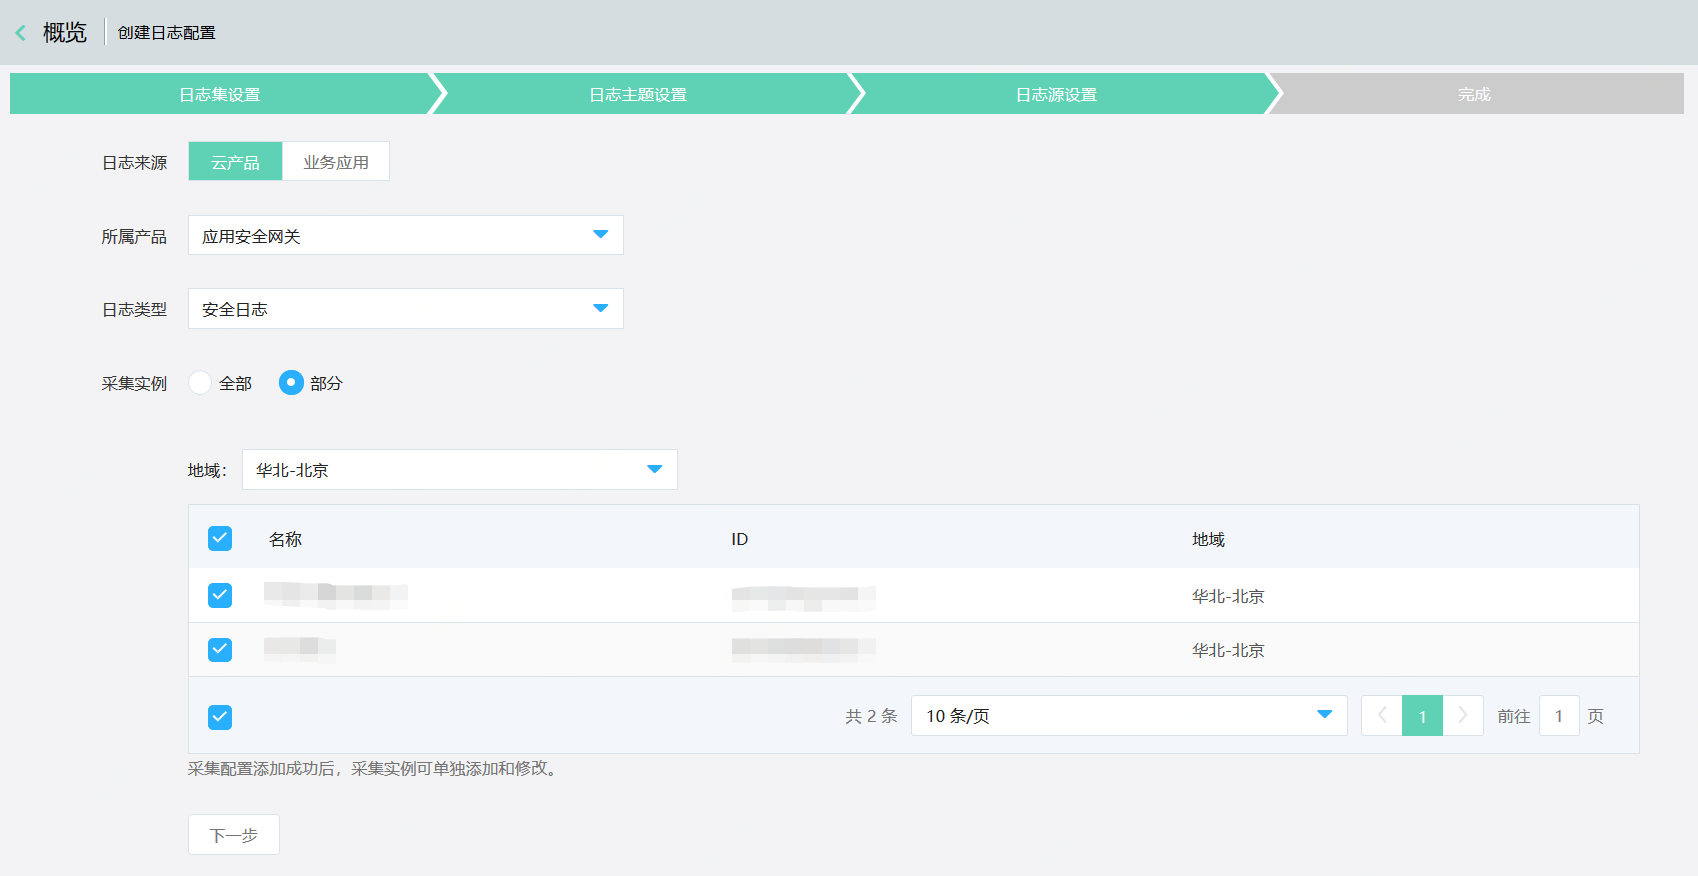 概览 创建日志配置
日志集设置 日志主题设置 日志源设置 完成
日志来源 云产品 业务应用
所属产品 应用安全网关
日志类型 安全日志
采集实例 全部 部分
地域： 华北-北京
名称 ID 地域
华北-北京
华北-北京
共 2 条 10 条/页 1 前往 1 页
采集配置添加成功后，采集实例可单独添加和修改。
下一步